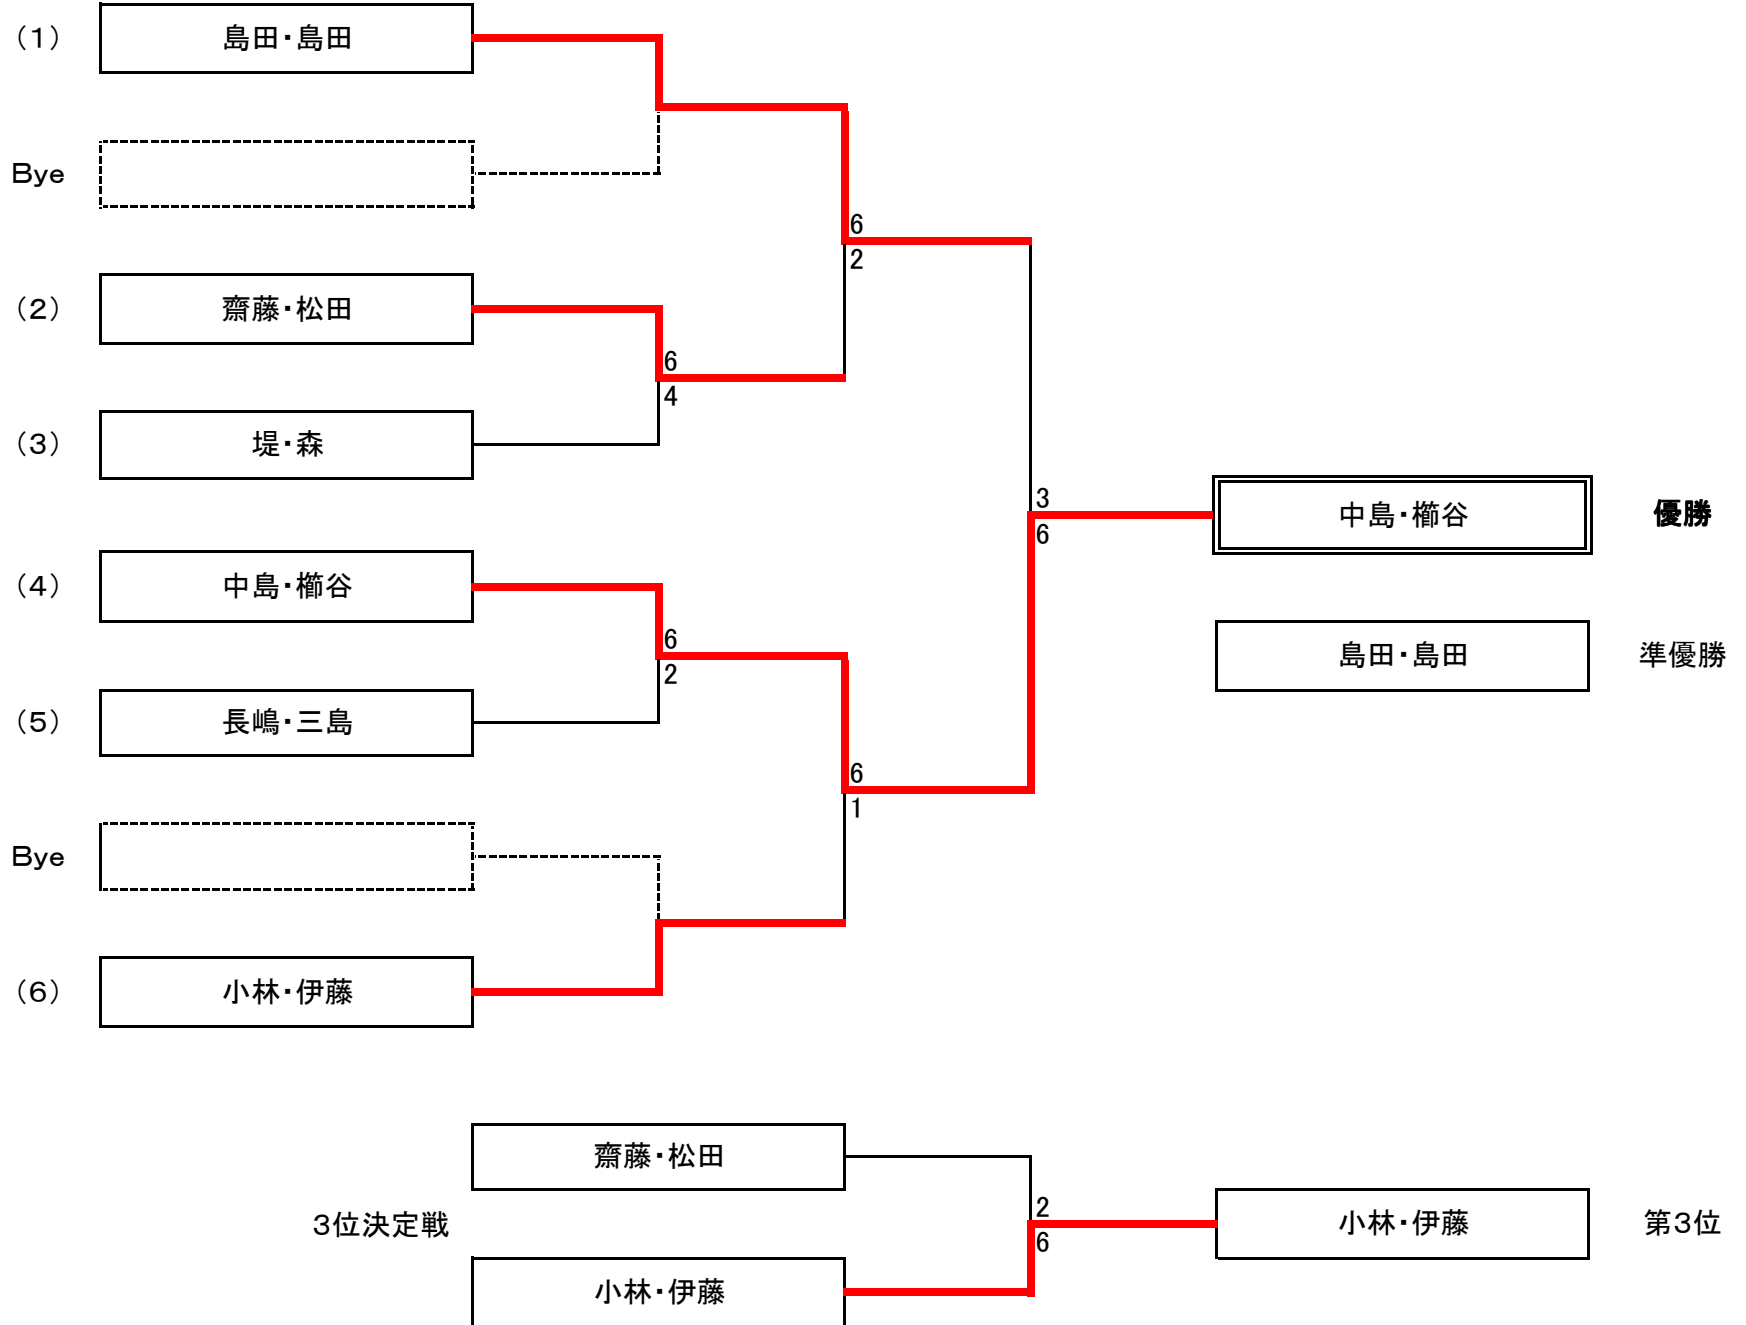 （1） 島田・島田
Bye
6
2
（2） 齋藤・松田
6
4
（3） 堤・森
3
6
中島・櫛谷 優勝
（4） 中島・櫛谷
6
2
島田・島田 準優勝
（5） 長嶋・三島
6
1
Bye
（6） 小林・伊藤
齋藤・松田
3位決定戦
2
6
小林・伊藤 第3位
小林・伊藤